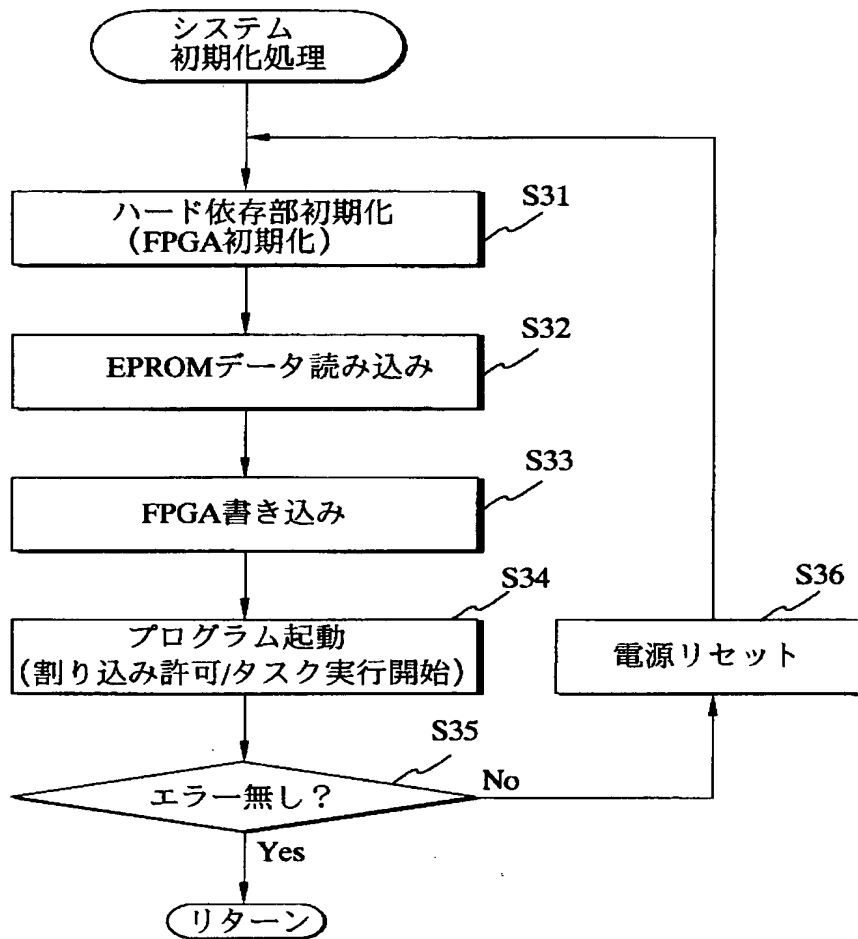 システム
初期化処理
S31
ハード依存部初期化
(FPGA初期化)
S32
EPROMデータ読み込み
S33
FPGA書き込み
S34
プログラム起動
(割り込み許可/タスク実行開始)
S36
電源リセット
S35
エラー無し?
No
Yes
リターン